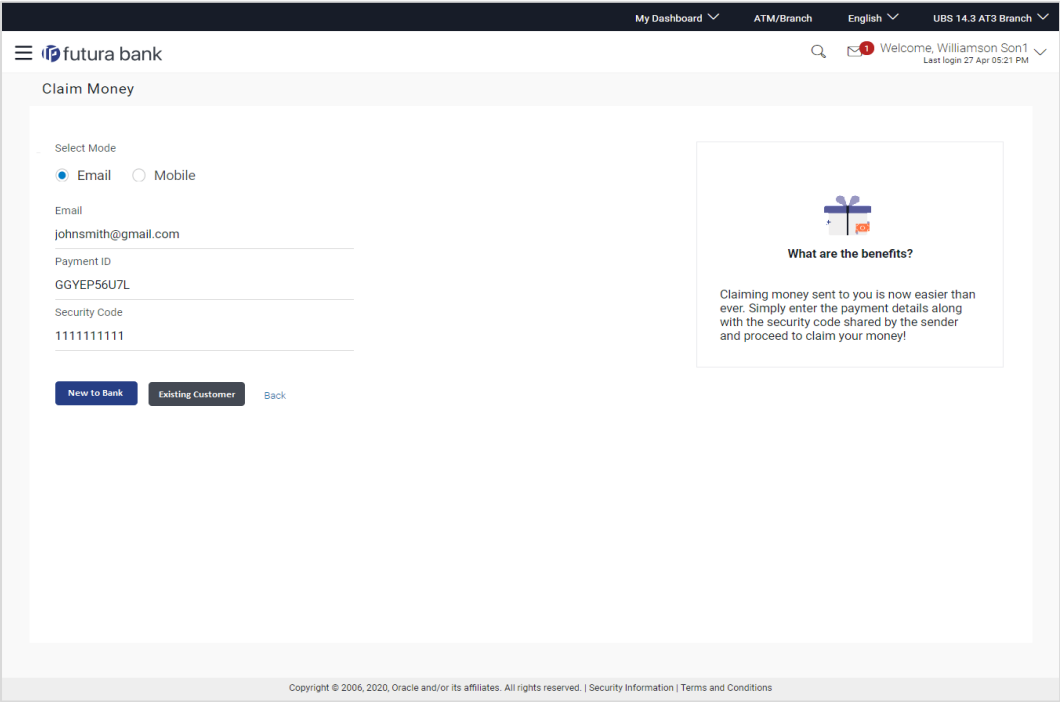 My Dashboard ATM/Branch English UBS 14.3 AT3 Branch
futura bank 1 Welcome, Williamson Son1
Last login 27 Apr 05:21 PM
Claim Money
Select Mode
Email Mobile
Email
johnsmith@gmail.com
Payment ID
GGYEP56U7L
Security Code
1111111111
New to Bank Existing Customer Back
What are the benefits?
Claiming money sent to you is now easier than
ever. Simply enter the payment details along
with the security code shared by the sender
and proceed to claim your money!
Copyright © 2006, 2020, Oracle and/or its affiliates. All rights reserved. | Security Information | Terms and Conditions